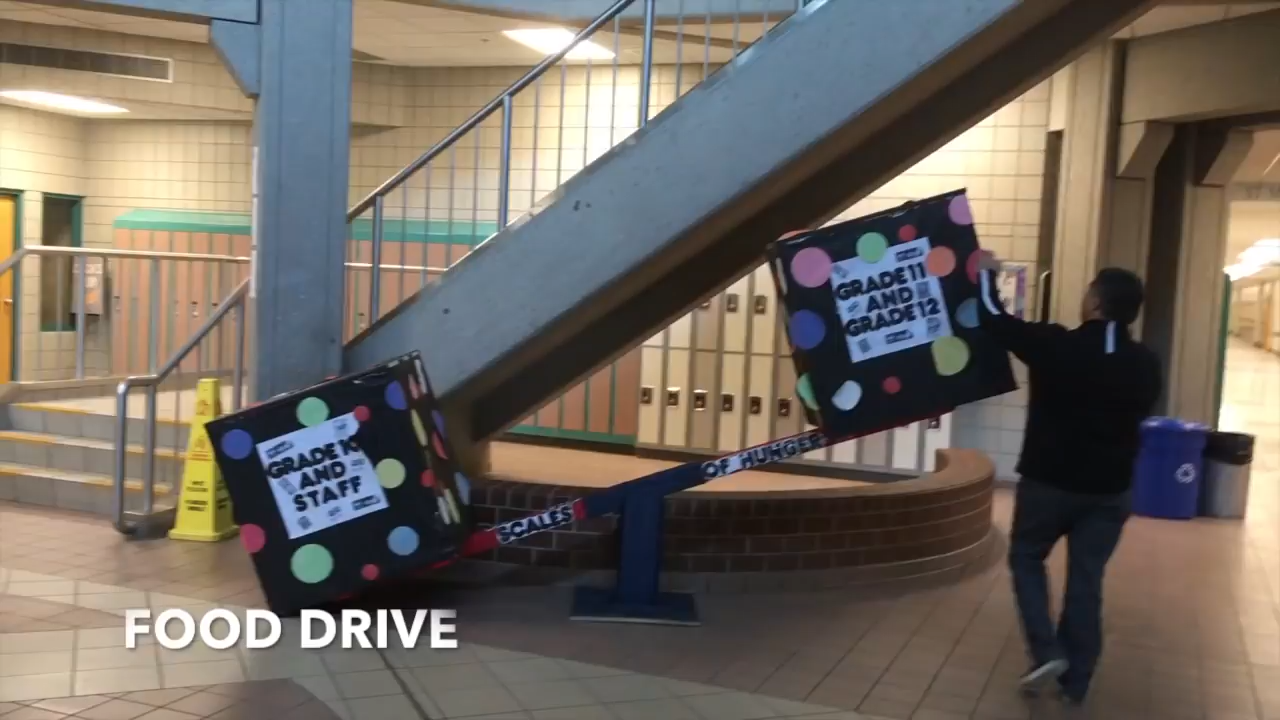 GRADE 11
AND
GRADE 12
GRADE 10
AND
STAFF
SCALES
OF HUNGER
FOOD DRIVE